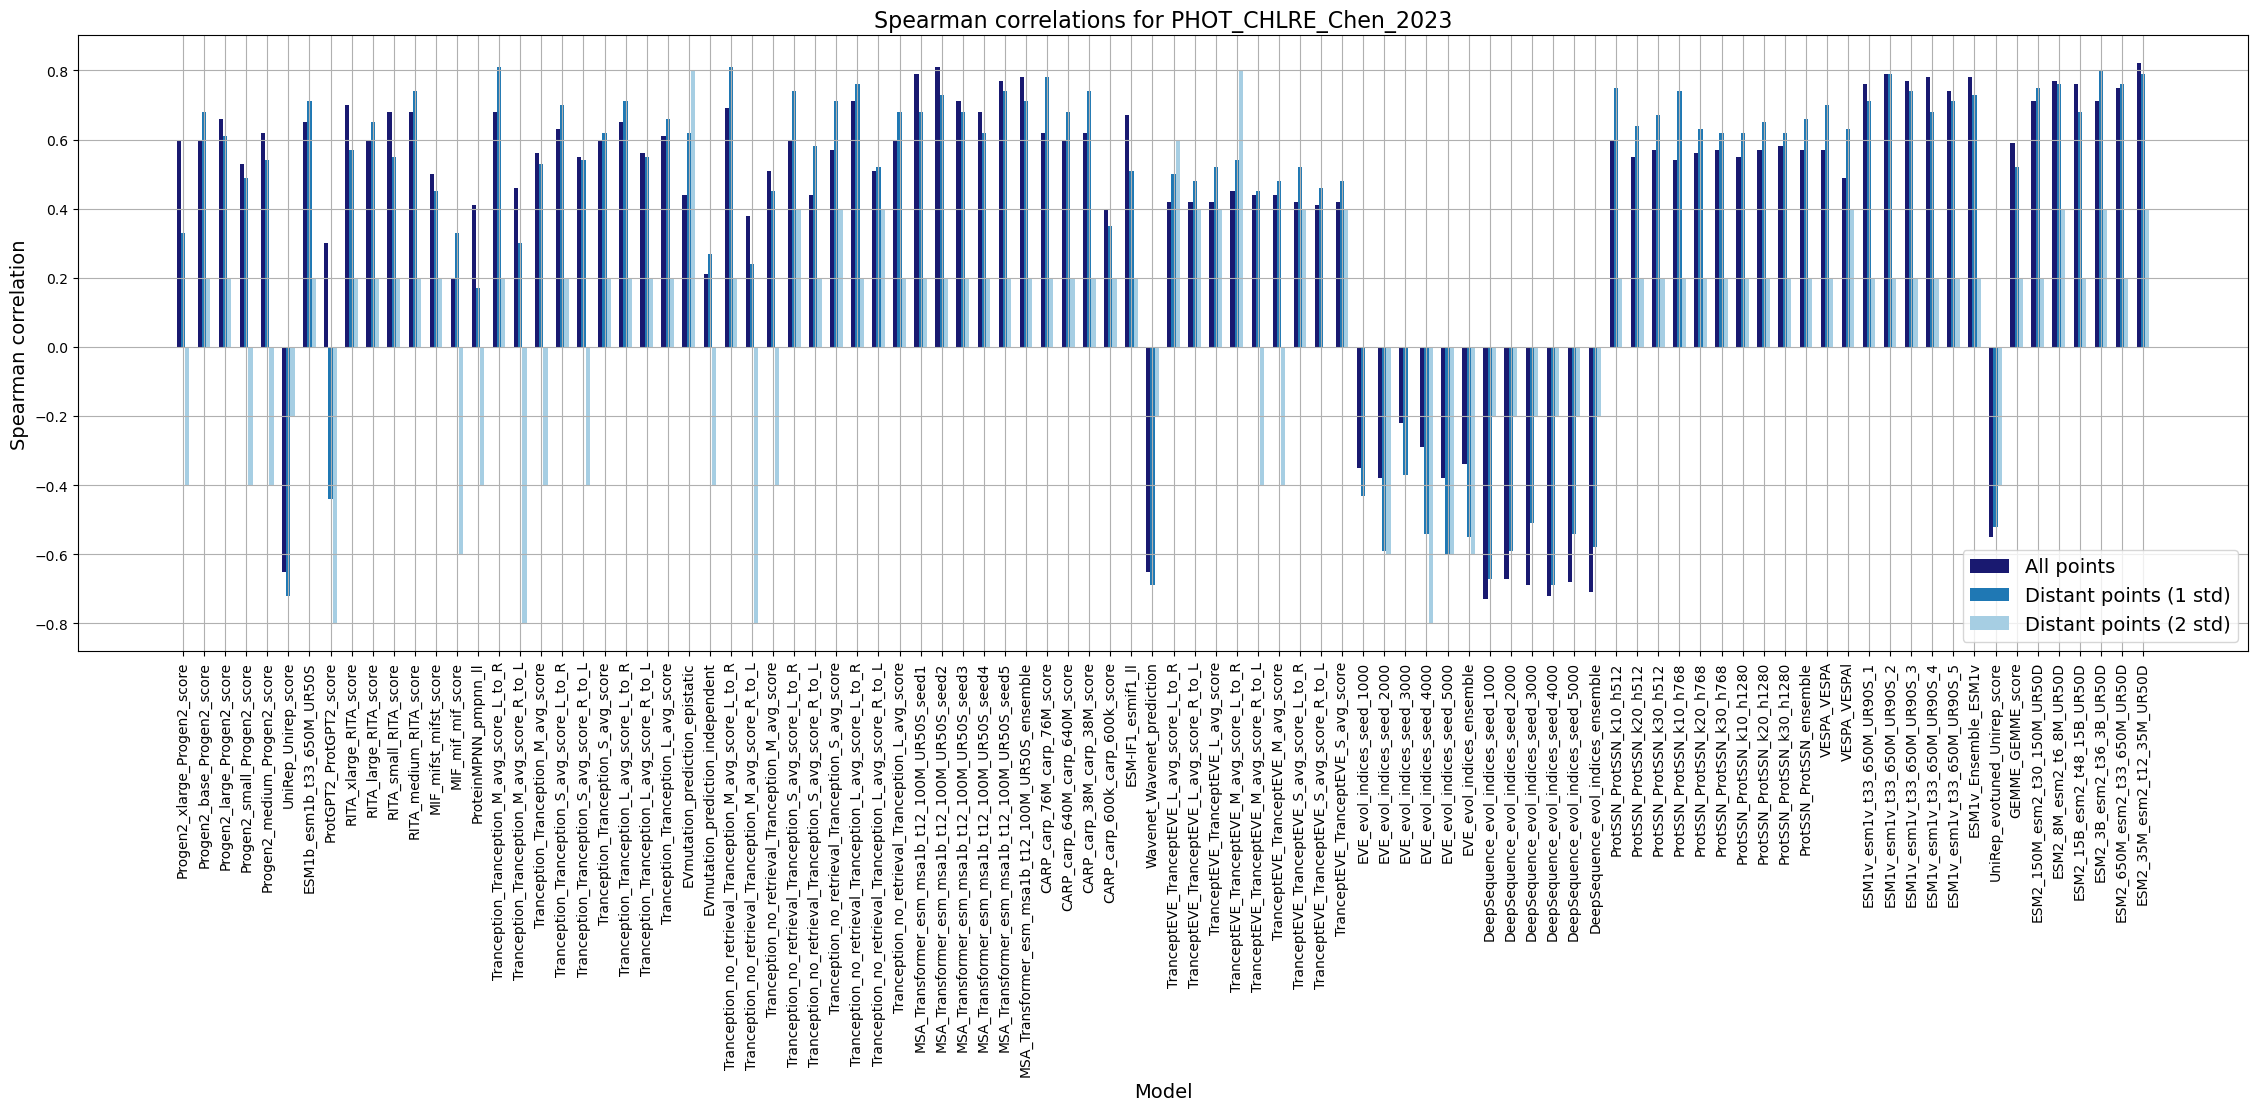 Spearman correlations for PHOT_CHLRE_Chen_2023
Spearman correlation
0.8
0.6
0.4
0.2
0.0
−0.2
−0.4
−0.6
−0.8
All points
Distant points (1 std)
Distant points (2 std)
Progen2_xlarge_Progen2_score
Progen2_base_Progen2_score
Progen2_large_Progen2_score
Progen2_small_Progen2_score
Progen2_medium_Progen2_score
UniRep_Unirep_score
ESM1b_esm1b_t33_650M_UR50S
ProtGPT2_ProtGPT2_score
RITA_xlarge_RITA_score
RITA_large_RITA_score
RITA_small_RITA_score
RITA_medium_RITA_score
MIF_mifst_mifst_score
MIF_mif_mif_score
ProteinMPNN_pmpnn_ll
Tranception_Tranception_M_avg_score_L_to_R
Tranception_Tranception_M_avg_score_R_to_L
Tranception_Tranception_M_avg_score
Tranception_Tranception_S_avg_score_L_to_R
Tranception_Tranception_S_avg_score_R_to_L
Tranception_Tranception_S_avg_score
Tranception_Tranception_L_avg_score_L_to_R
Tranception_Tranception_L_avg_score_R_to_L
Tranception_Tranception_L_avg_score
EVmutation_prediction_epistatic
EVmutation_prediction_independent
Tranception_no_retrieval_Tranception_M_avg_score_L_to_R
Tranception_no_retrieval_Tranception_M_avg_score_R_to_L
Tranception_no_retrieval_Tranception_M_avg_score
Tranception_no_retrieval_Tranception_S_avg_score_L_to_R
Tranception_no_retrieval_Tranception_S_avg_score_R_to_L
Tranception_no_retrieval_Tranception_S_avg_score
Tranception_no_retrieval_Tranception_L_avg_score_L_to_R
Tranception_no_retrieval_Tranception_L_avg_score_R_to_L
Tranception_no_retrieval_Tranception_L_avg_score
MSA_Transformer_esm_msa1b_t12_100M_UR50S_seed1
MSA_Transformer_esm_msa1b_t12_100M_UR50S_seed2
MSA_Transformer_esm_msa1b_t12_100M_UR50S_seed3
MSA_Transformer_esm_msa1b_t12_100M_UR50S_seed4
MSA_Transformer_esm_msa1b_t12_100M_UR50S_seed5
MSA_Transformer_esm_msa1b_t12_100M_UR50S_ensemble
CARP_carp_76M_carp_76M_score
CARP_carp_640M_carp_640M_score
CARP_carp_38M_carp_38M_score
CARP_carp_600k_carp_600k_score
ESM-IF1_esmif1_ll
Wavenet_Wavenet_prediction
TranceptEVE_TranceptEVE_L_avg_score_L_to_R
TranceptEVE_TranceptEVE_L_avg_score_R_to_L
TranceptEVE_TranceptEVE_L_avg_score
TranceptEVE_TranceptEVE_M_avg_score_L_to_R
TranceptEVE_TranceptEVE_M_avg_score_R_to_L
TranceptEVE_TranceptEVE_M_avg_score
TranceptEVE_TranceptEVE_S_avg_score_L_to_R
TranceptEVE_TranceptEVE_S_avg_score_R_to_L
TranceptEVE_TranceptEVE_S_avg_score
EVE_evol_indices_seed_1000
EVE_evol_indices_seed_2000
EVE_evol_indices_seed_3000
EVE_evol_indices_seed_4000
EVE_evol_indices_seed_5000
EVE_evol_indices_ensemble
DeepSequence_evol_indices_seed_1000
DeepSequence_evol_indices_seed_2000
DeepSequence_evol_indices_seed_3000
DeepSequence_evol_indices_seed_4000
DeepSequence_evol_indices_seed_5000
DeepSequence_evol_indices_ensemble
ProtSSN_ProtSSN_k10_h512
ProtSSN_ProtSSN_k20_h512
ProtSSN_ProtSSN_k30_h512
ProtSSN_ProtSSN_k10_h768
ProtSSN_ProtSSN_k20_h768
ProtSSN_ProtSSN_k30_h768
ProtSSN_ProtSSN_k10_h1280
ProtSSN_ProtSSN_k20_h1280
ProtSSN_ProtSSN_k30_h1280
ProtSSN_ProtSSN_ensemble
VESPA_VESPA
VESPA_VESPAl
ESM1v_esm1v_t33_650M_UR90S_1
ESM1v_esm1v_t33_650M_UR90S_2
ESM1v_esm1v_t33_650M_UR90S_3
ESM1v_esm1v_t33_650M_UR90S_4
ESM1v_esm1v_t33_650M_UR90S_5
ESM1v_Ensemble_ESM1v
UniRep_evotuned_Unirep_score
GEMME_GEMME_score
ESM2_150M_esm2_t30_150M_UR50D
ESM2_8M_esm2_t6_8M_UR50D
ESM2_15B_esm2_t48_15B_UR50D
ESM2_3B_esm2_t36_3B_UR50D
ESM2_650M_esm2_t33_650M_UR50D
ESM2_35M_esm2_t12_35M_UR50D
Model